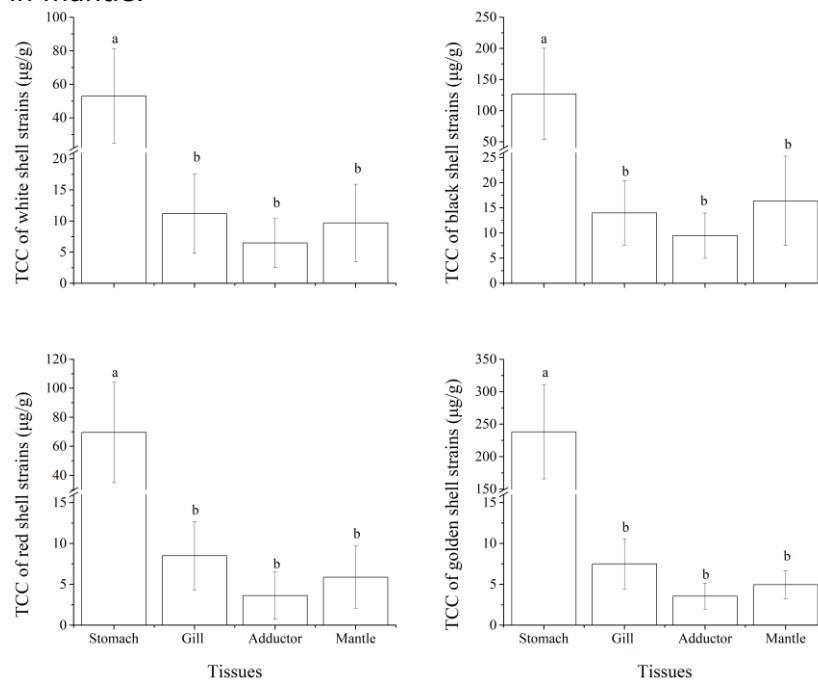 TCC of white shell strains (µg/g)
100
80
60
40
20
15
10
5
0
a
b
b
b
TCC of black shell strains (µg/g)
250
200
150
100
50
25
20
15
10
5
0
a
b
b
b
TCC of red shell strains (µg/g)
120
100
80
60
40
15
10
5
0
a
b
b
b
Stomach Gill Adductor Mantle
Tissues
TCC of golden shell strains (µg/g)
350
300
250
200
150
15
10
5
0
a
b
b
b
Stomach Gill Adductor Mantle
Tissues